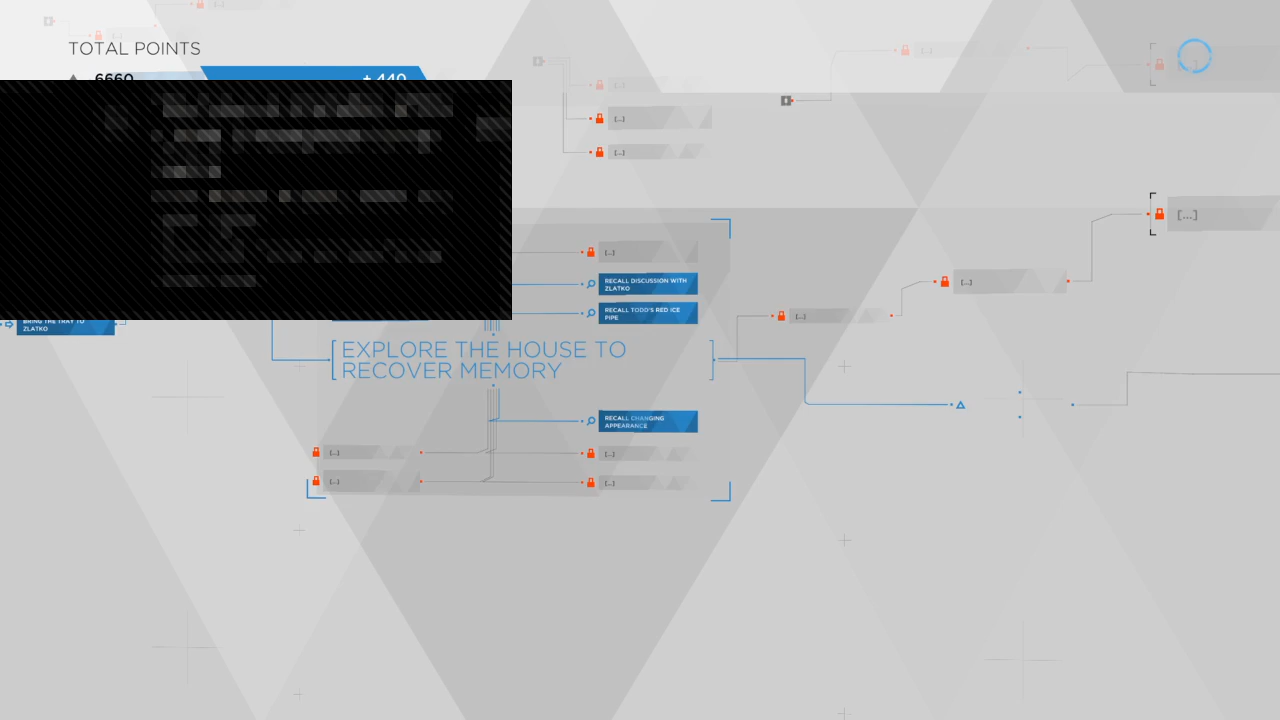 TOTAL POINTS
6660
+ 440
[...]
[...]
[...]
[...]
[...]
[...]
RECALL DISCUSSION WITH
ZLATKO
[...]
RECALL TODD'S RED ICE
PIPE
[...]
BRING THE TRAY TO
ZLATKO
EXPLORE THE HOUSE TO
RECOVER MEMORY
RECALL CHANGING
APPEARANCE
[...]
[...]
[...]
[...]